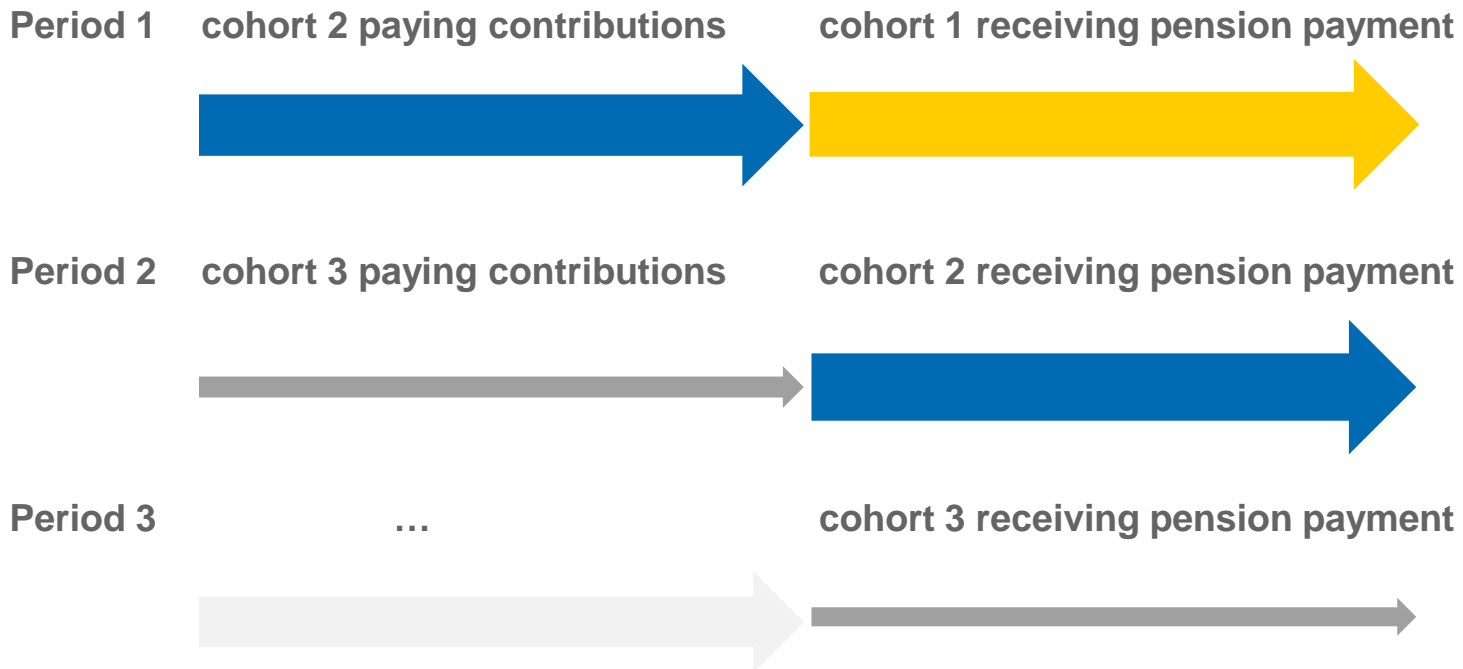 Period 1 cohort 2 paying contributions cohort 1 receiving pension payment
Period 2 cohort 3 paying contributions cohort 2 receiving pension payment
Period 3 … cohort 3 receiving pension payment